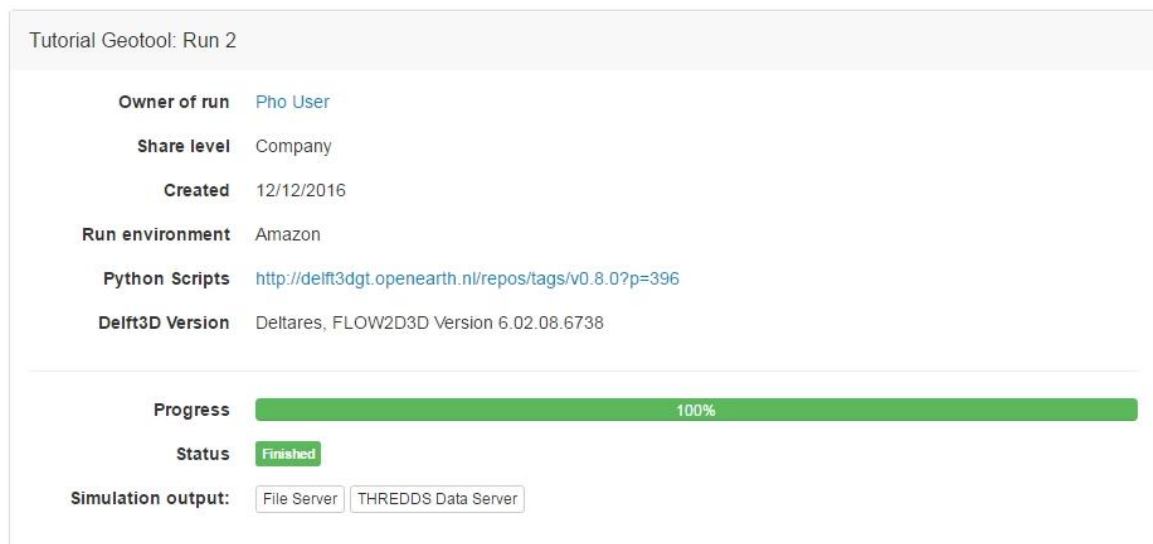 Tutorial Geotool: Run 2
Owner of run Pho User
Share level Company
Created 12/12/2016
Run environment Amazon
Python Scripts http://delft3dgt.openearth.nl/repos/tags/v0.8.0?p=396
Delft3D Version Deltares, FLOW2D3D Version 6.02.08.6738
Progress 100%
Status Finished
Simulation output: File Server THREDDS Data Server